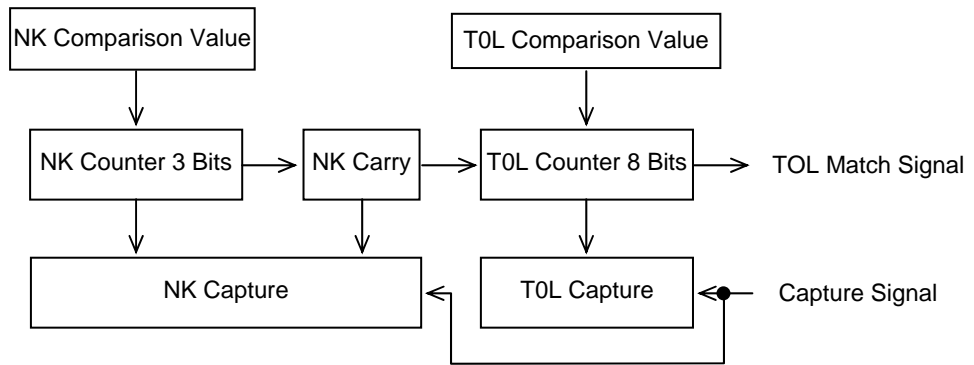 NK Comparison Value
T0L Comparison Value
NK Counter 3 Bits
NK Carry
T0L Counter 8 Bits
TOL Match Signal
NK Capture
T0L Capture
Capture Signal